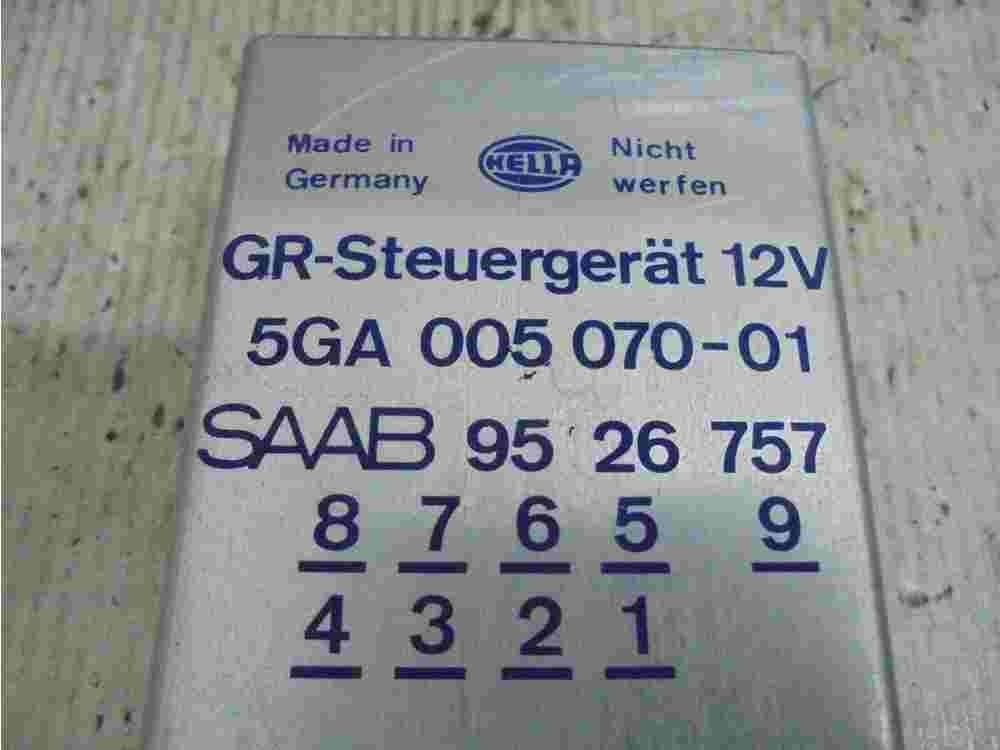 Made in HELLA Nicht
Germany werfen
GR-Steuergerät 12V
5GA 005 070-01
SAAB 95 26 757
8 7 6 5 9
4 3 2 1